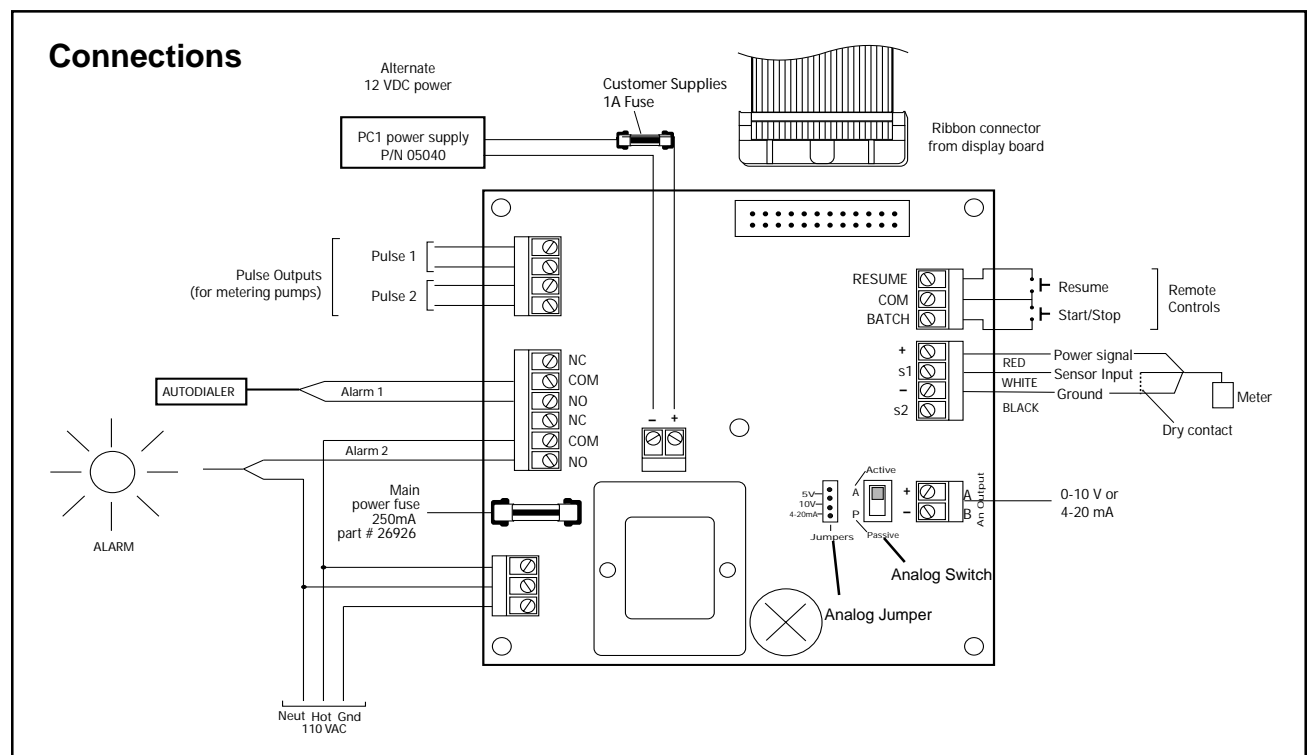 Connections
Alternate
12 VDC power
Customer Supplies
1A Fuse
PC1 power supply
P/N 05040
Ribbon connector
from display board
Pulse Outputs
(for metering pumps)
Pulse 1
Pulse 2
RESUME
COM
BATCH
Resume
Start/Stop
Remote
Controls
AUTODIALER
Alarm 1
NC
COM
NO
NC
COM
NO
Alarm 2
ALARM
– +
+
s1
–
s2
RED
WHITE
BLACK
Power signal
Sensor Input
Ground
Meter
Dry contact
Main
power fuse
250mA
part # 26926
5V
10V
4-20mA
Jumpers
Active
A
P
Passive
+
–
A
B
An Output
0-10 V or
4-20 mA
Analog Switch
Analog Jumper
Neut Hot Gnd
110 VAC